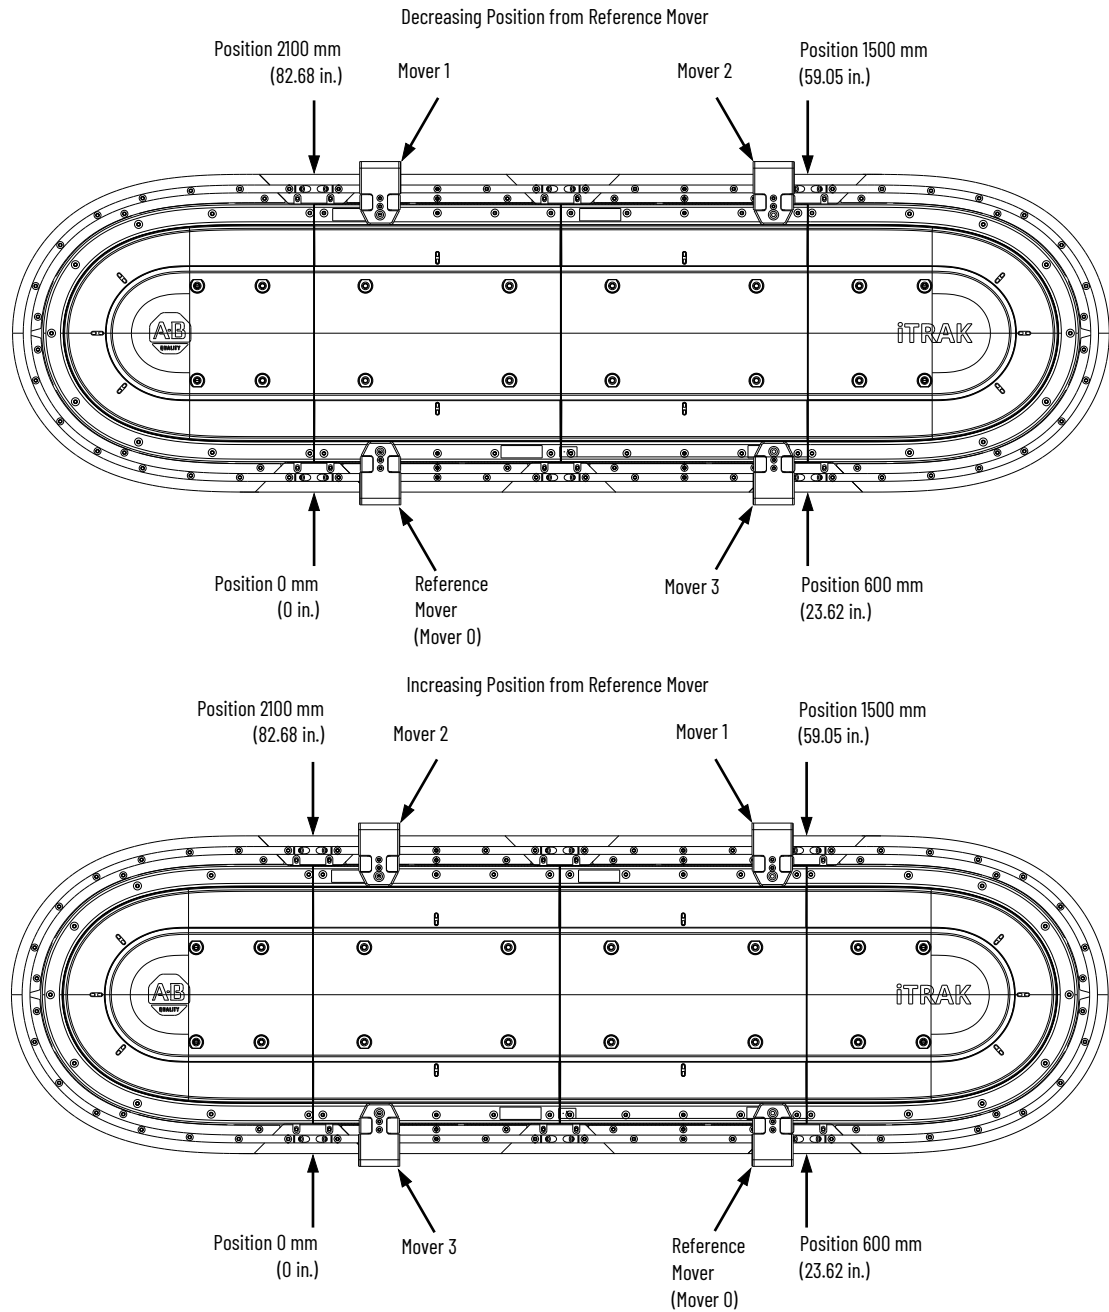 Decreasing Position from Reference Mover
Position 2100 mm
(82.68 in.)
Mover 1
Mover 2
Position 1500 mm
(59.05 in.)
A-B
QUALITY
iTRAK
Position 0 mm
(0 in.)
Reference
Mover
(Mover 0)
Mover 3
Position 600 mm
(23.62 in.)
Increasing Position from Reference Mover
Position 2100 mm
(82.68 in.)
Mover 2
Mover 1
Position 1500 mm
(59.05 in.)
A-B
QUALITY
iTRAK
Position 0 mm
(0 in.)
Mover 3
Reference
Mover
(Mover 0)
Position 600 mm
(23.62 in.)